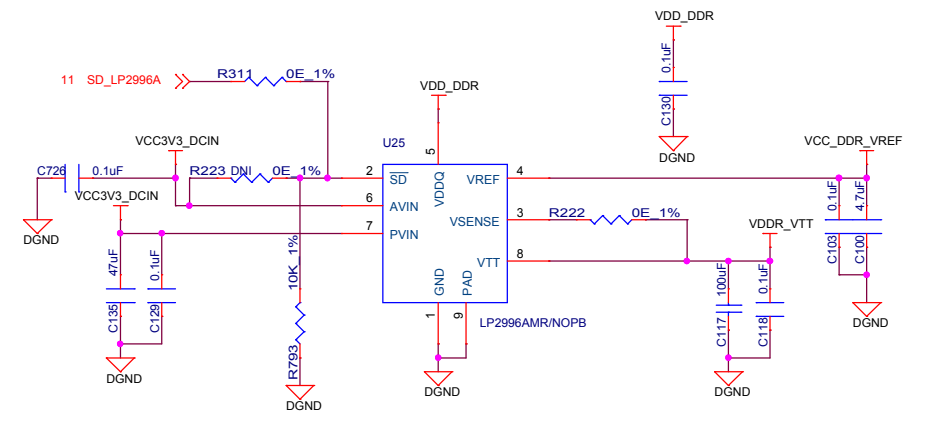 VDD_DDR
0.1uF
C130
DGND
11 SD_LP2996A
R311 0E_1%
VDD_DDR
VCC3V3_DCIN
U25
5
VCC_DDR_VREF
C726 0.1uF
R223 DNI 0E_1%
2 SD
VDDQ
VREF 4
VCC3V3_DCIN
6 AVIN
VSENSE 3
R222 0E_1%
0.1uF
4.7uF
C103
C100
DGND
7 PVIN
VDDR_VTT
VTT 8
47uF
0.1uF
C135
C129
10K_1%
R793
GND
PAD
1
9
LP2996AMR/NOPB
100uF
0.1uF
C117
C118
DGND
DGND
DGND
DGND
DGND